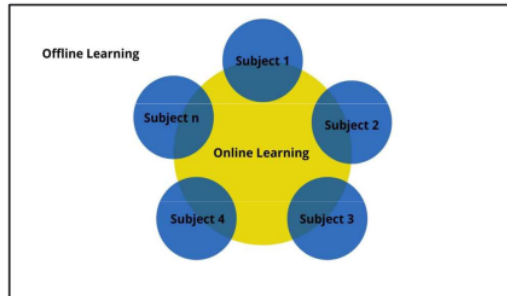 Offline Learning
Subject 1
Subject n
Subject 2
Online Learning
Subject 4
Subject 3